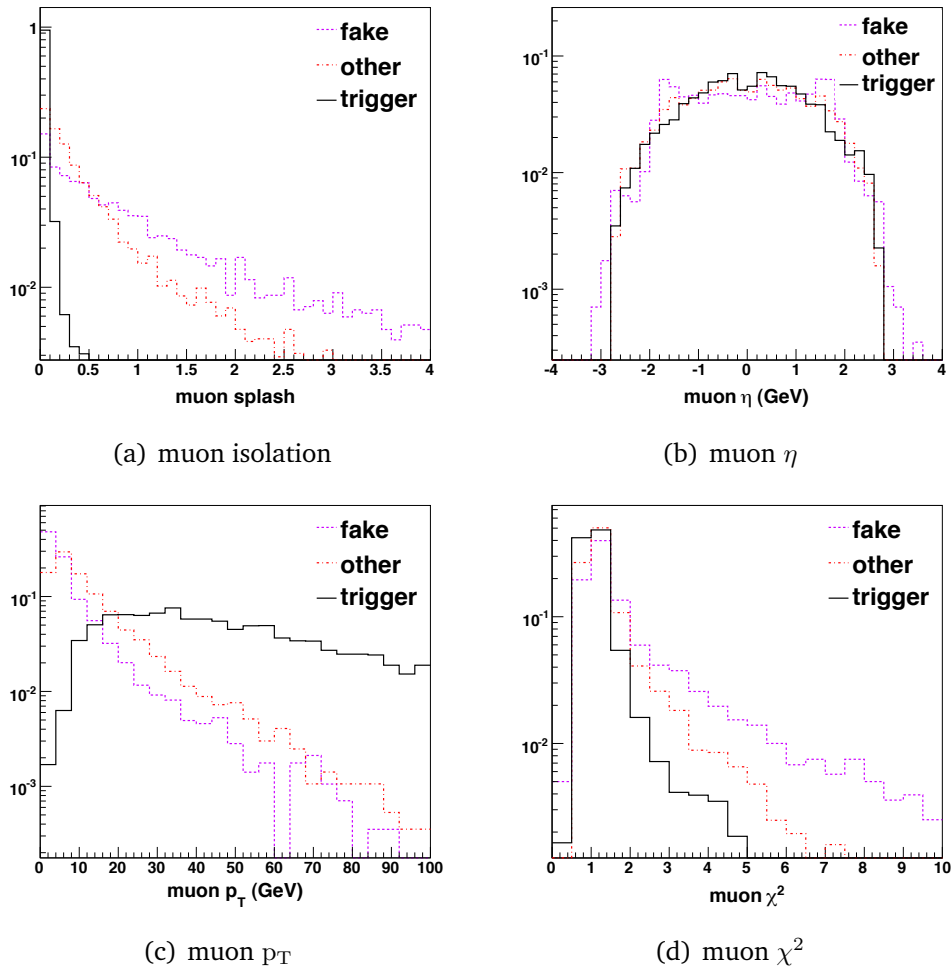 1
10⁻¹
10⁻²
fake
other
trigger
0 0.5 1 1.5 2 2.5 3 3.5 4
muon splash
(a) muon isolation
10⁻¹
10⁻²
10⁻³
fake
other
trigger
-4 -3 -2 -1 0 1 2 3 4
muon η (GeV)
(b) muon η
10⁻¹
10⁻²
10⁻³
fake
other
trigger
0 10 20 30 40 50 60 70 80 90 100
muon p_T (GeV)
(c) muon p_T
10⁻¹
10⁻²
fake
other
trigger
0 1 2 3 4 5 6 7 8 9 10
muon χ²
(d) muon χ²